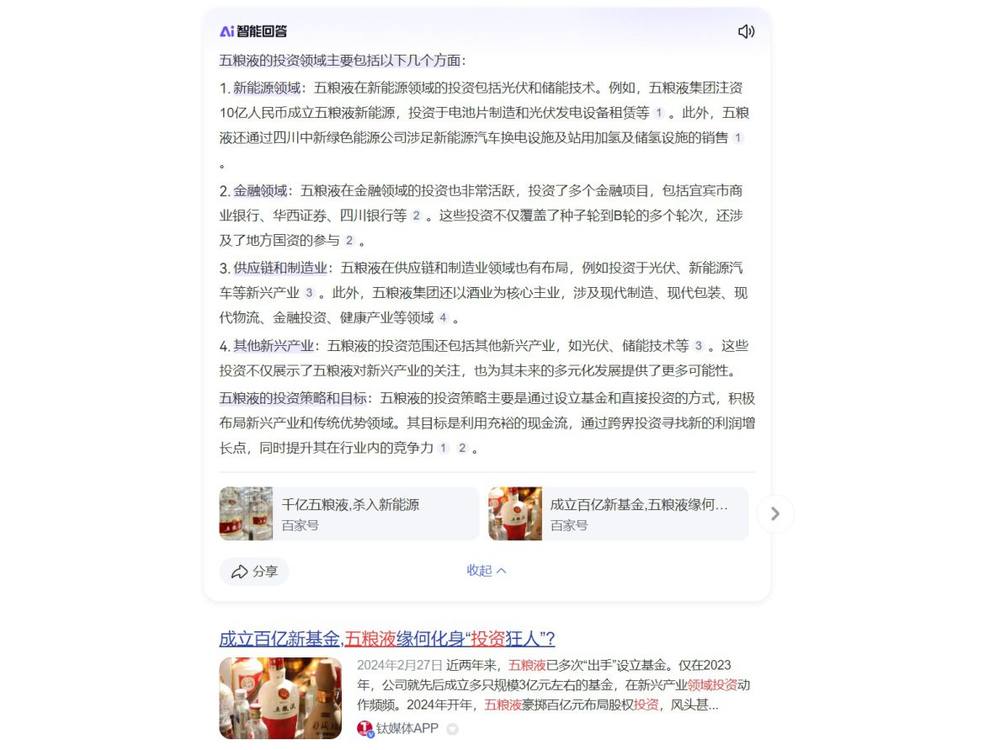 Ai智能回答
五粮液的投资领域主要包括以下几个方面：
1. 新能源领域：五粮液在新能源领域的投资包括光伏和储能技术。例如，五粮液集团注资
10亿人民币成立五粮液新能源，投资于电池片制造和光伏发电设备租赁等 1 。此外，五粮
液还通过四川中新绿色能源公司涉足新能源汽车换电设施及站用加氢及储氢设施的销售 1
。
2. 金融领域：五粮液在金融领域的投资也非常活跃，投资了多个金融项目，包括宜宾市商
业银行、华西证券、四川银行等 2 。这些投资不仅覆盖了种子轮到B轮的多个轮次，还涉
及了地方国资的参与 2 。
3. 供应链和制造业：五粮液在供应链和制造业领域也有布局，例如投资于光伏、新能源汽
车等新兴产业 3 。此外，五粮液集团还以酒业为核心主业，涉及现代制造、现代包装、现
代物流、金融投资、健康产业等领域 4 。
4. 其他新兴产业：五粮液的投资范围还包括其他新兴产业，如光伏、储能技术等 3 。这些
投资不仅展示了五粮液对新兴产业的关注，也为其未来的多元化发展提供了更多可能性。
五粮液的投资策略和目标：五粮液的投资策略主要是通过设立基金和直接投资的方式，积极
布局新兴产业和传统优势领域。其目标是利用充裕的现金流，通过跨界投资寻找新的利润增
长点，同时提升其在行业内的竞争力 1 2 。
千亿五粮液,杀入新能源
百家号
成立百亿新基金,五粮液缘何...
百家号
分享
收起
成立百亿新基金,五粮液缘何化身“投资狂人”?
2024年2月27日 近两年来，五粮液已多次“出手”设立基金。仅在2023
年，公司就先后成立多只规模3亿元左右的基金，在新兴产业领域投资动
作频频。2024年开年，五粮液豪掷百亿元布局股权投资，风头甚...
钛媒体APP